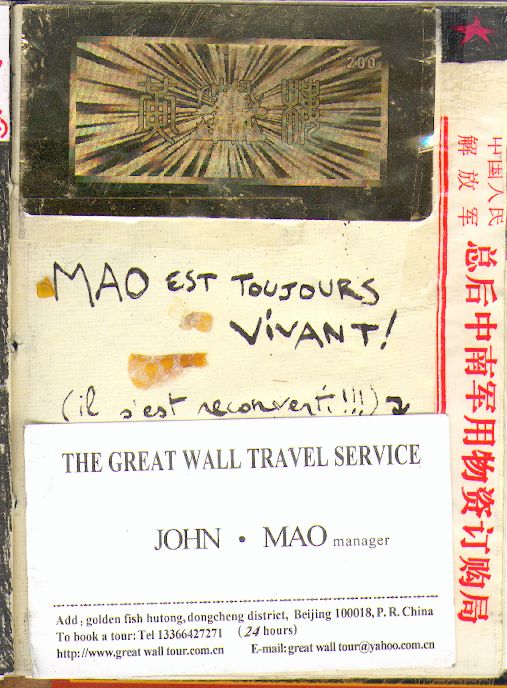 200
MAO EST TOUJOURS
VIVANT!
(il s'est reconverti!!!)
THE GREAT WALL TRAVEL SERVICE
JOHN · MAO manager
Add: golden fish hutong, dongcheng district, Beijing 100018, P. R. China
To book a tour: Tel 13366427271 (24 hours)
http://www.great wall tour.com.cn E-mail: great wall tour@yahoo.com.cn
中国人民
解放军
总后中南军用物资订购局